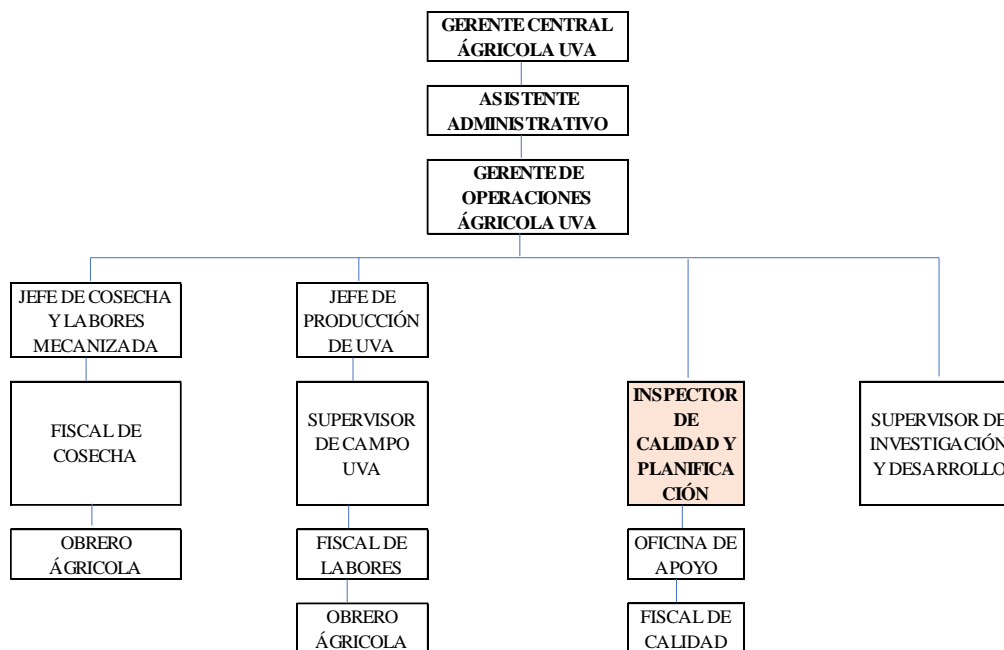 GERENTE CENTRAL
ÁGRICOLA UVA
ASISTENTE
ADMINISTRATIVO
GERENTE DE
OPERACIONES
ÁGRICOLA UVA
JEFE DE COSECHA
Y LABORES
MECANIZADA
JEFE DE
PRODUCCIÓN
DE UVA
FISCAL DE
COSECHA
SUPERVISOR
DE CAMPO
UVA
INSPECTOR
DE
CALIDAD Y
PLANIFICA
CIÓN
SUPERVISOR DE
INVESTIGACIÓN
Y DESARROLLO
OBRERO
ÁGRICOLA
FISCAL DE
LABORES
OFICINA DE
APOYO
OBRERO
ÁGRICOLA
FISCAL DE
CALIDAD